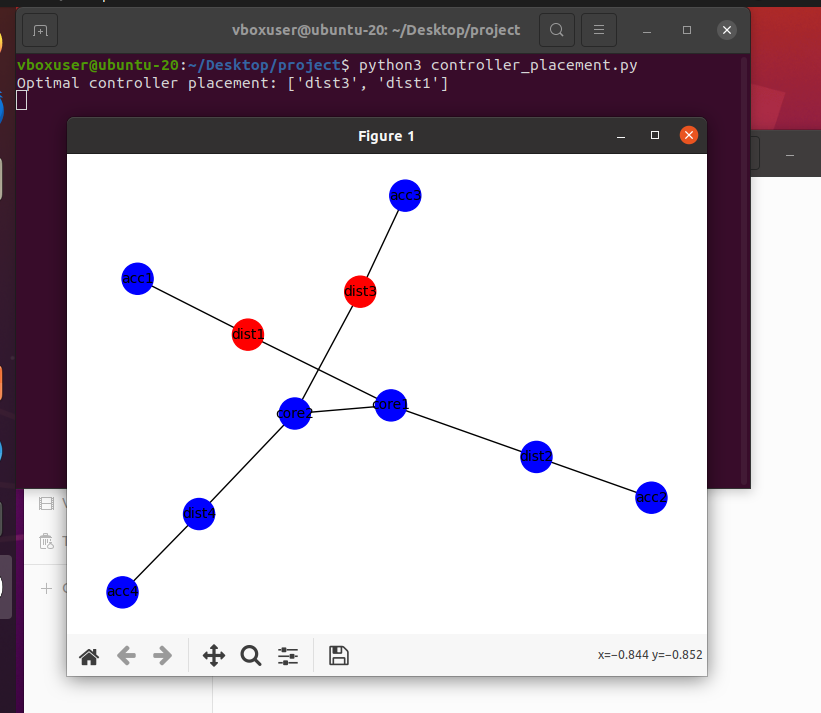 vboxuser@ubuntu-20: ~/Desktop/project
vboxuser@ubuntu-20:~/Desktop/project$ python3 controller_placement.py
Optimal controller placement: ['dist3', 'dist1']
Figure 1
acc3
acc1
dist3
dist1
core1
core2
dist2
acc2
dist4
acc4
x=−0.844 y=−0.852